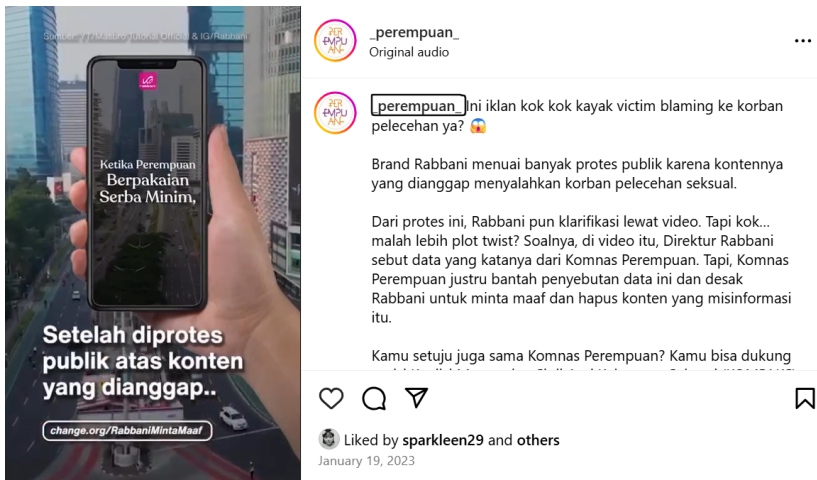 Ketika Perempuan
Berpakaian
Serba Minim,
Setelah diprotes
publik atas konten
yang dianggap..
change.org/RabbaniMintaMaaf
_perempuan_
Original audio
_perempuan_ Ini iklan kok kok kayak victim blaming ke korban
pelecehan ya? 😱
Brand Rabbani menuai banyak protes publik karena kontennya
yang dianggap menyalahkan korban pelecehan seksual.
Dari protes ini, Rabbani pun klarifikasi lewat video. Tapi kok...
malah lebih plot twist? Soalnya, di video itu, Direktur Rabbani
sebut data yang katanya dari Komnas Perempuan. Tapi, Komnas
Perempuan justru bantah penyebutan data ini dan desak
Rabbani untuk minta maaf dan hapus konten yang misinformasi
itu.
Kamu setuju juga sama Komnas Perempuan? Kamu bisa dukung
Liked by sparkleen29 and others
January 19, 2023